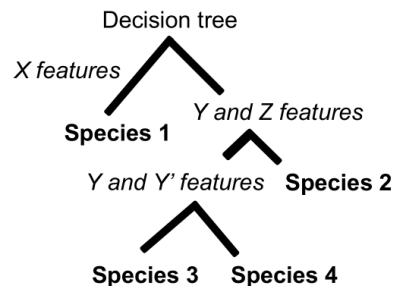 Decision tree
X features
Y and Z features
Species 1
Y and Y’ features
Species 2
Species 3
Species 4